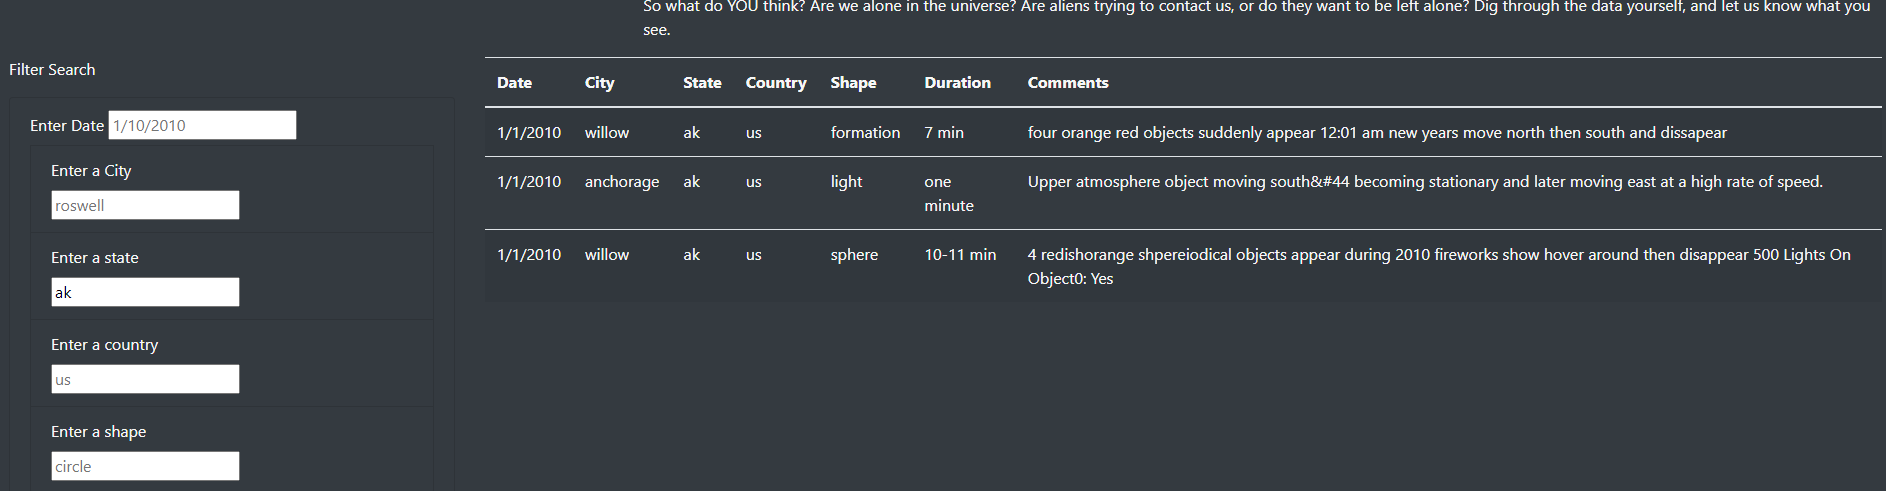 So what do YOU think? Are we alone in the universe? Are aliens trying to contact us, or do they want to be left alone? Dig through the data yourself, and let us know what you
see.
Filter Search
Enter Date 1/10/2010
Enter a City
roswell
Enter a state
ak
Enter a country
us
Enter a shape
circle
Date City State Country Shape Duration Comments
1/1/2010 willow ak us formation 7 min four orange red objects suddenly appear 12:01 am new years move north then south and dissapear
1/1/2010 anchorage ak us light one Upper atmosphere object moving south&#44 becoming stationary and later moving east at a high rate of speed.
minute
1/1/2010 willow ak us sphere 10-11 min 4 redishorange shpereiodical objects appear during 2010 fireworks show hover around then disappear 500 Lights On
Object0: Yes